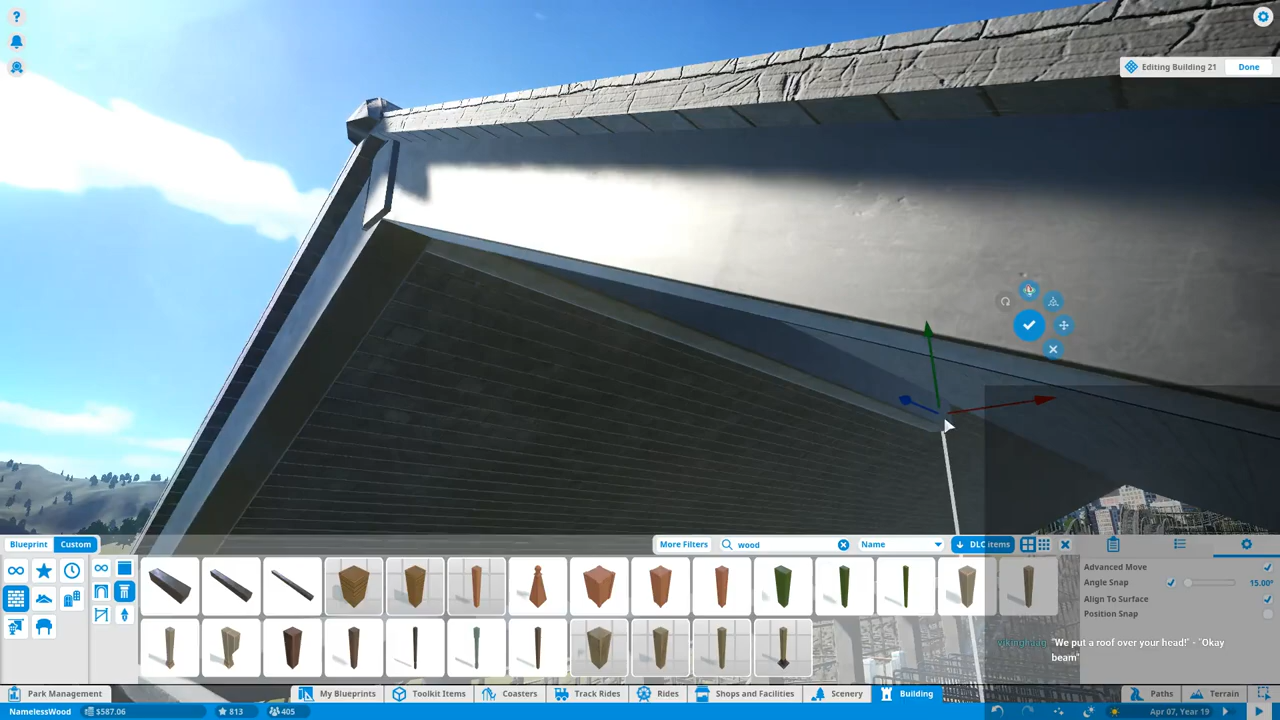 Editing Building 21
Done
Blueprint
Custom
More Filters
wood
Name
DLC items
Advanced Move
Angle Snap
15.00°
Align To Surface
Position Snap
"We put a roof over your head!" - "Okay
beam"
Park Management
My Blueprints
Toolkit Items
Coasters
Track Rides
Rides
Shops and Facilities
Scenery
Building
Paths
Terrain
NamelessWood
$587.06
813
405
Apr 07, Year 19